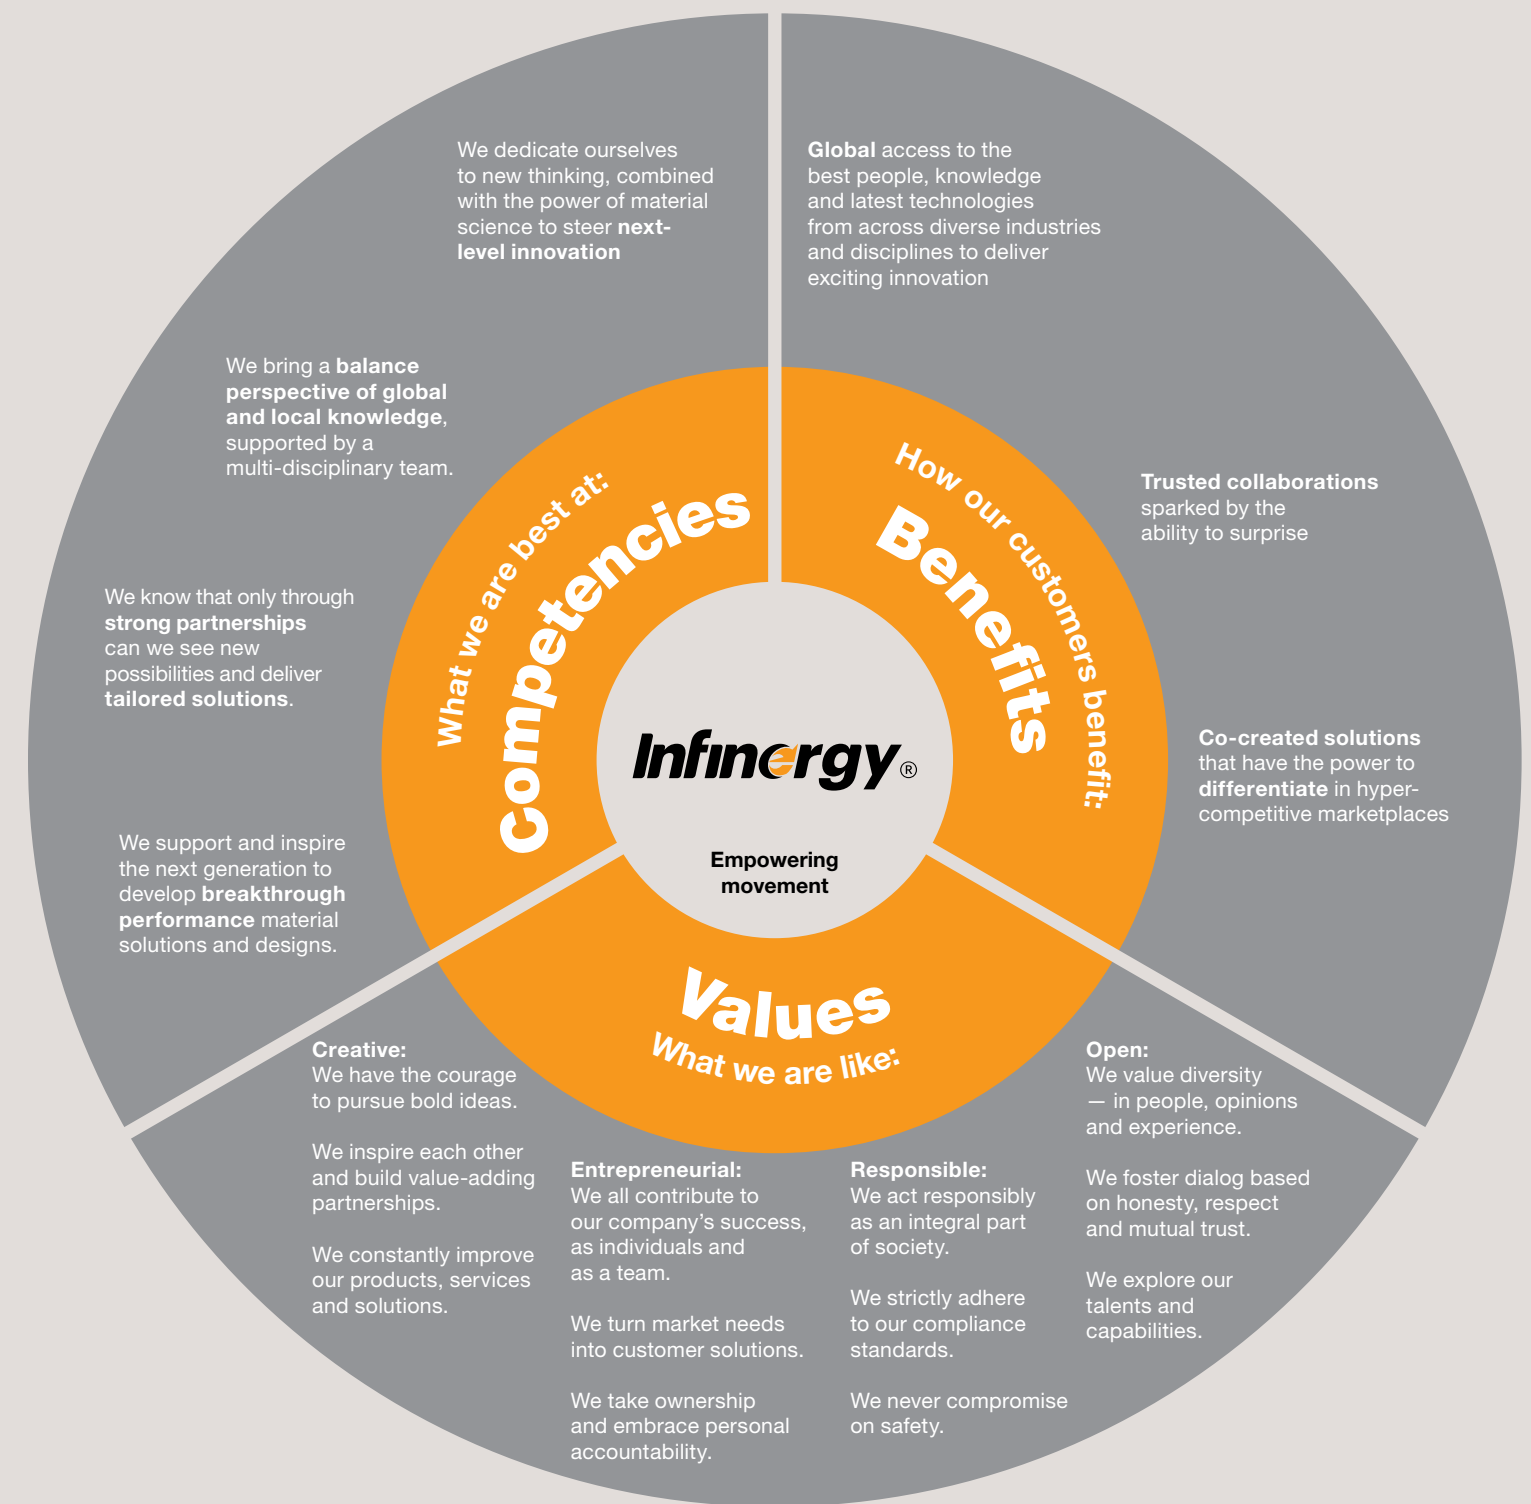 We dedicate ourselves
to new thinking, combined
with the power of material
science to steer next-
level innovation
We bring a balance
perspective of global
and local knowledge,
supported by a
multi-disciplinary team.
We know that only through
strong partnerships
can we see new
possibilities and deliver
tailored solutions.
We support and inspire
the next generation to
develop breakthrough
performance material
solutions and designs.
What we are best at:
Competencies
Global access to the
best people, knowledge
and latest technologies
from across diverse industries
and disciplines to deliver
exciting innovation
Trusted collaborations
sparked by the
ability to surprise
Co-created solutions
that have the power to
differentiate in hyper-
competitive marketplaces
How our customers benefit:
Benefits
Infinergy®
Empowering
movement
Values
What we are like:
Creative:
We have the courage
to pursue bold ideas.
We inspire each other
and build value-adding
partnerships.
We constantly improve
our products, services
and solutions.
Entrepreneurial:
We all contribute to
our company’s success,
as individuals and
as a team.
We turn market needs
into customer solutions.
We take ownership
and embrace personal
accountability.
Responsible:
We act responsibly
as an integral part
of society.
We strictly adhere
to our compliance
standards.
We never compromise
on safety.
Open:
We value diversity
— in people, opinions
and experience.
We foster dialog based
on honesty, respect
and mutual trust.
We explore our
talents and
capabilities.